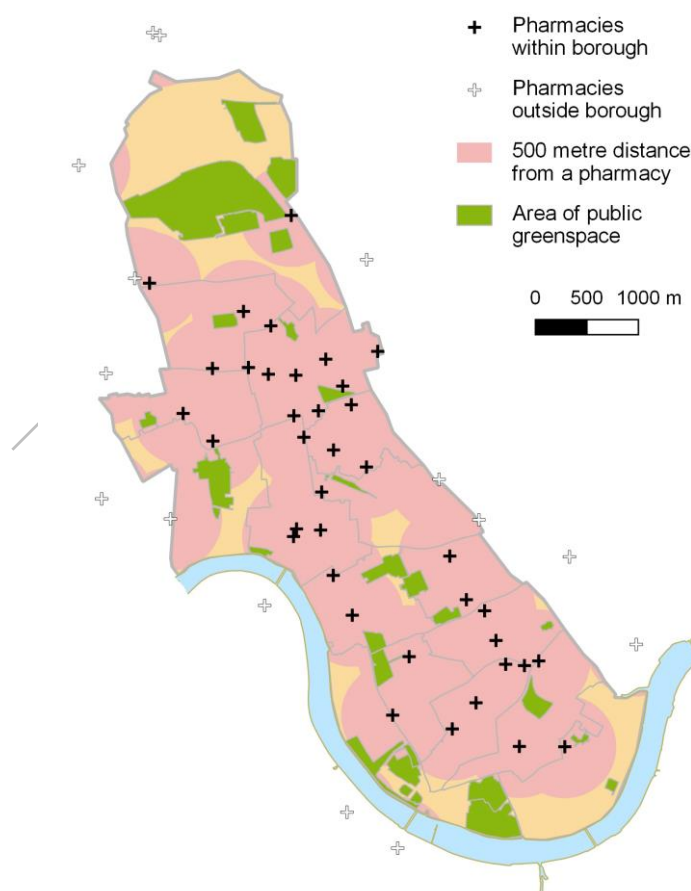 Pharmacies
within borough
Pharmacies
outside borough
500 metre distance
from a pharmacy
Area of public
greenspace
0 500 1000 m